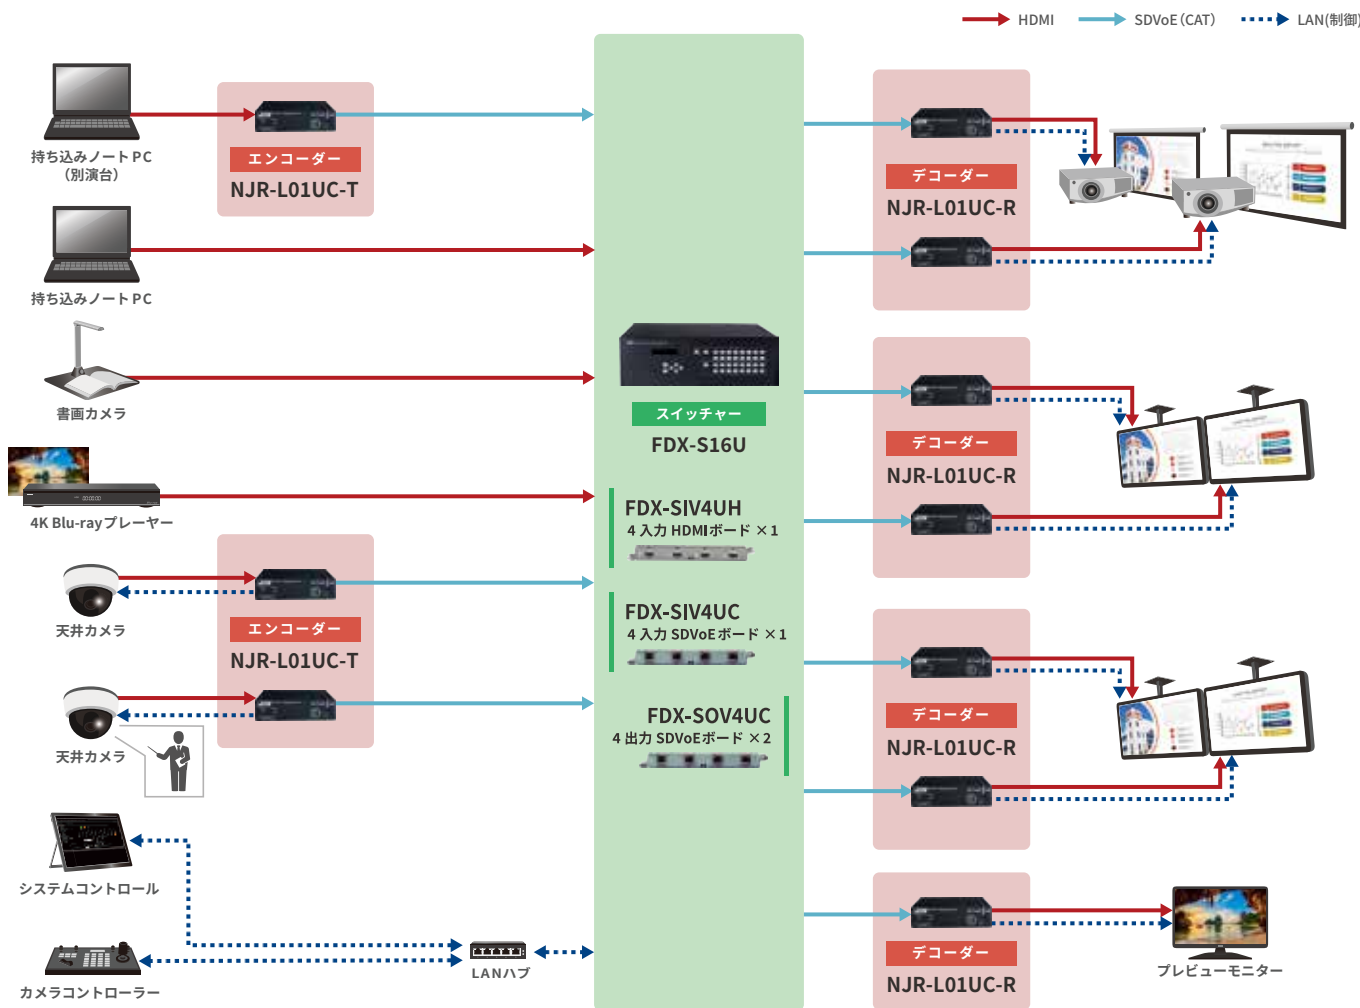 HDMI
SDVoE(CAT)
LAN(制御)
持ち込みノートPC
(別演台)
エンコーダー
NJR-L01UC-T
持ち込みノートPC
書画カメラ
4K Blu-rayプレーヤー
天井カメラ
エンコーダー
NJR-L01UC-T
天井カメラ
システムコントロール
カメラコントローラー
LANハブ
スイッチャー
FDX-S16U
FDX-SIV4UH
4入力 HDMIボード ×1
FDX-SIV4UC
4入力 SDVoEボード ×1
FDX-SOV4UC
4出力 SDVoEボード ×2
デコーダー
NJR-L01UC-R
デコーダー
NJR-L01UC-R
デコーダー
NJR-L01UC-R
デコーダー
NJR-L01UC-R
プレビューモニター